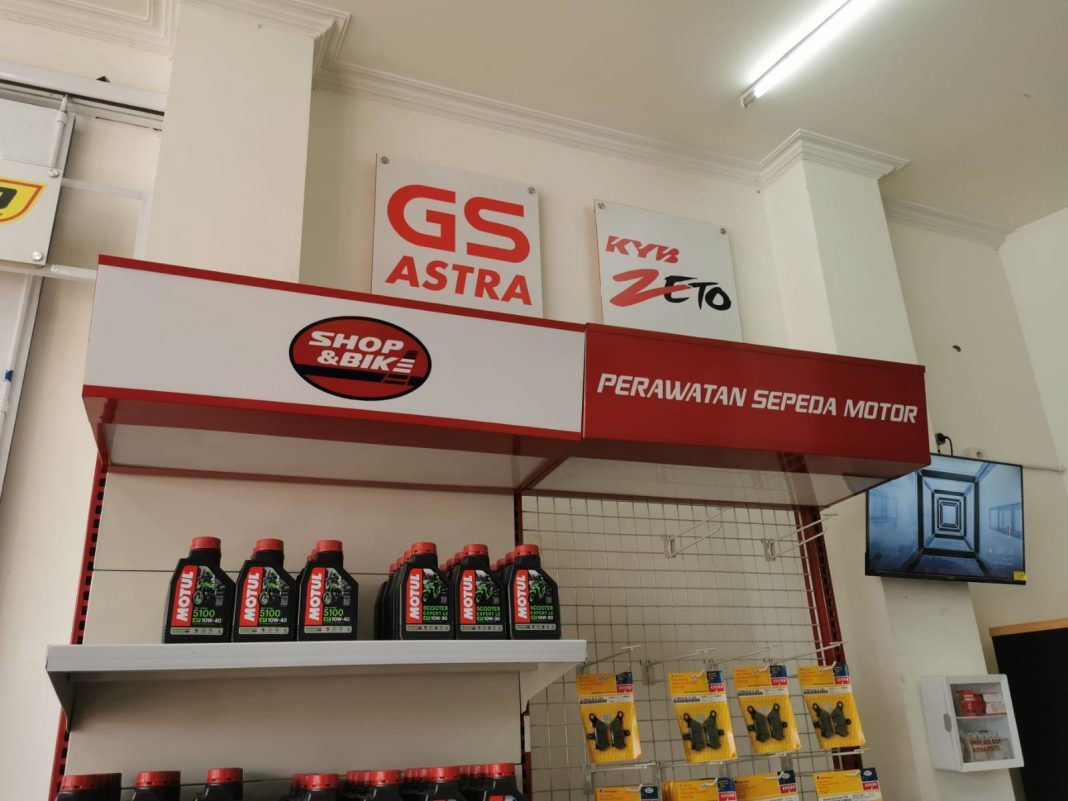 GS
ASTRA
KYB
ZETO
SHOP
&BIKE
PERAWATAN SEPEDA MOTOR
MOTUL
5100
10W-40
MOTUL
5100
10W-40
MOTUL
5100
10W-40
MOTUL
SCOOTER
EXPERT LE
10W-30
MOTUL
SCOOTER
EXPERT LE
10W-30
MOTUL
SCOOTER
EXPERT LE
10W-30